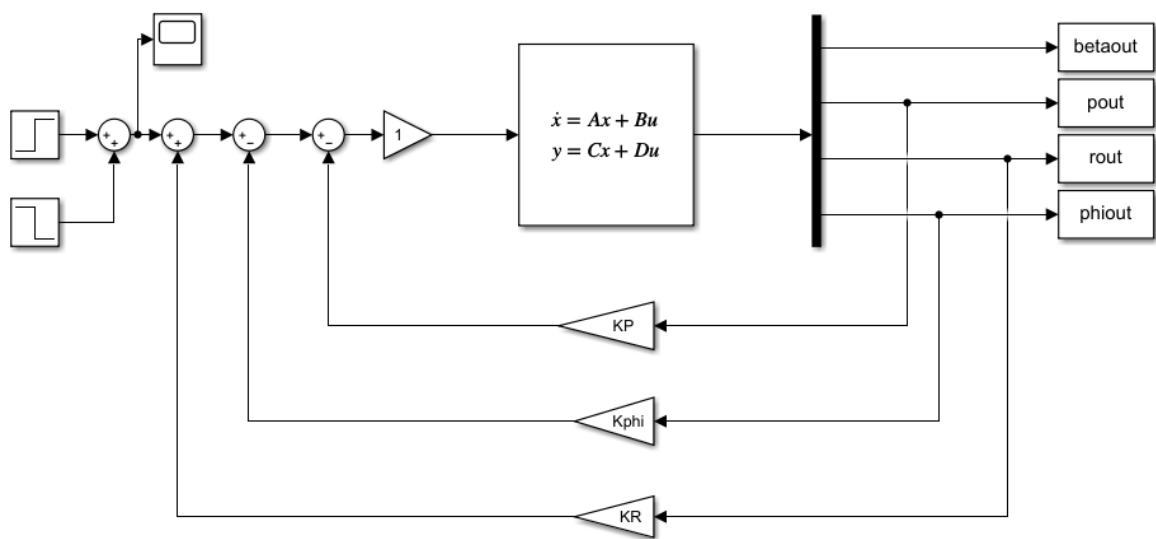 betaout
pout
rout
phiout
+
+
+
+
+
−
+
−
1
ẋ = Ax + Bu
y = Cx + Du
KP
Kphi
KR